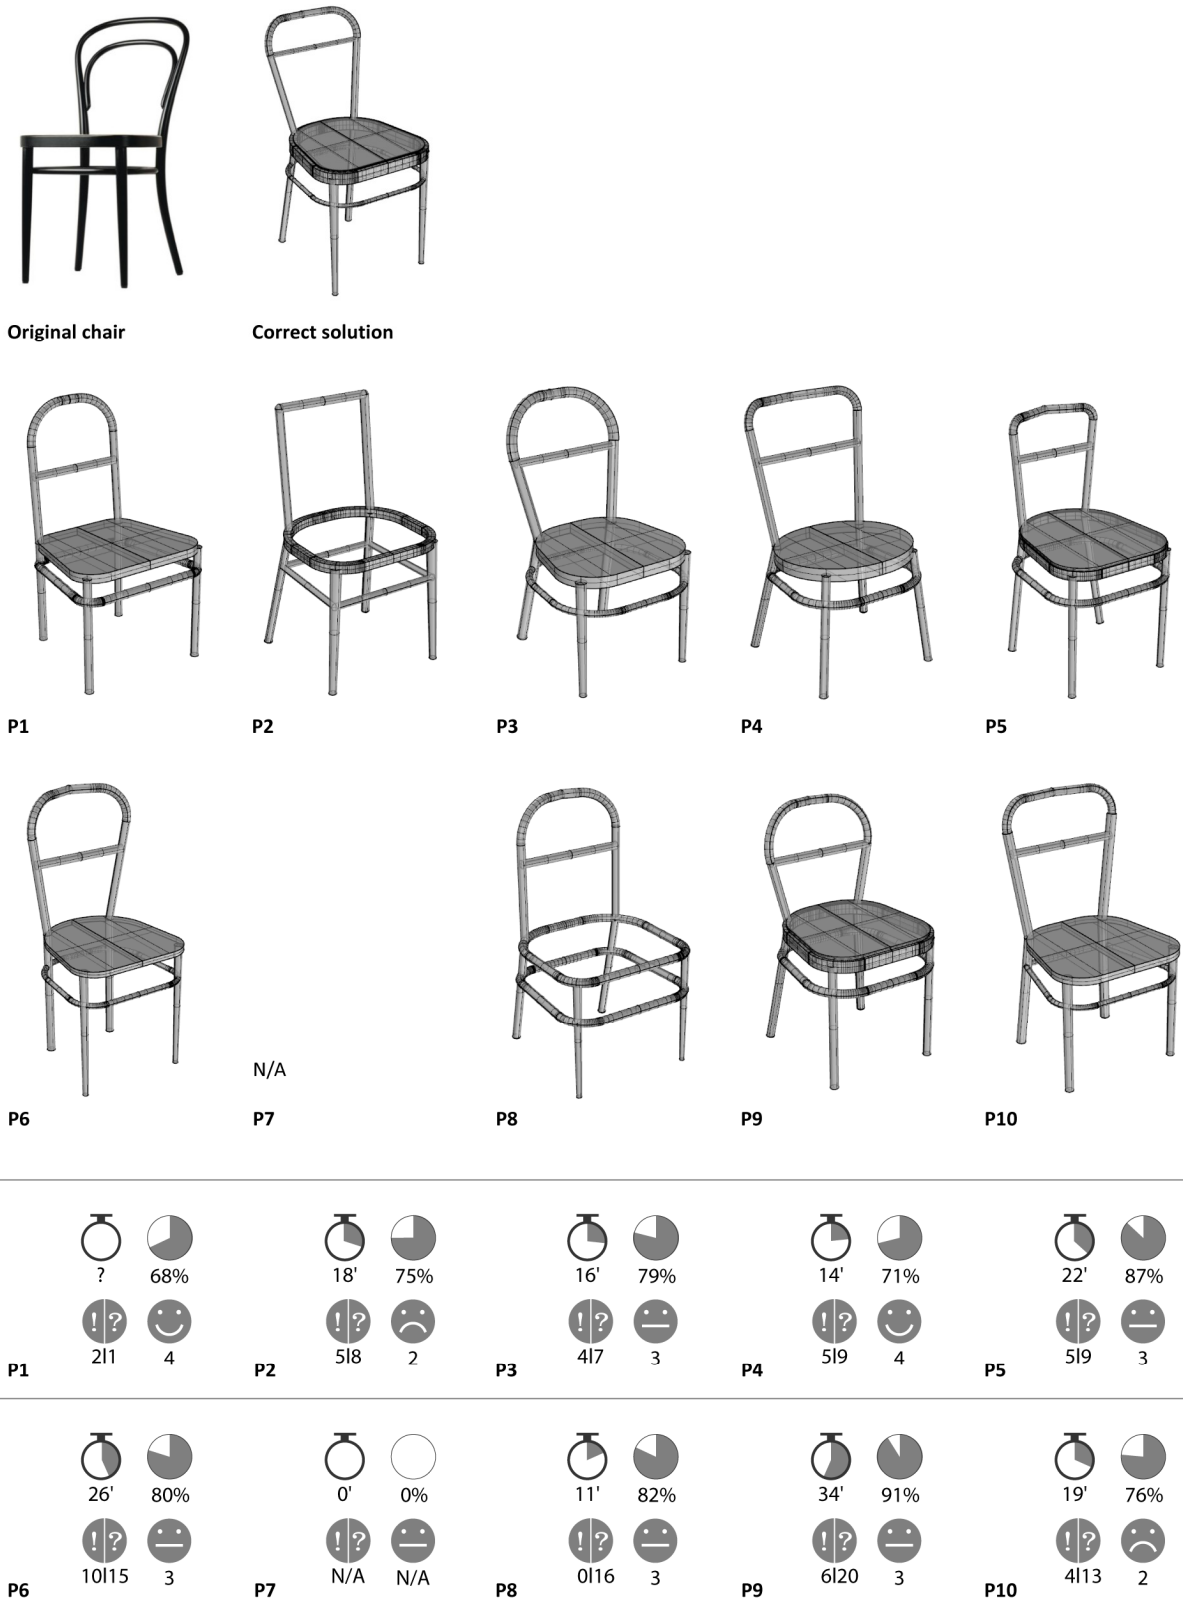 Original chair
Correct solution
P1
P2
P3
P4
P5
N/A
P6
P7
P8
P9
P10
? 68% 18' 75% 16' 79% 14' 71% 22' 87%
!? !? !? !? !?
2|1 4 5|8 2 4|7 3 5|9 4 5|9 3
P1 P2 P3 P4 P5
26' 80% 0' 0% 11' 82% 34' 91% 19' 76%
!? !? !? !? !?
10|15 3 N/A N/A 0|16 3 6|20 3 4|13 2
P6 P7 P8 P9 P10